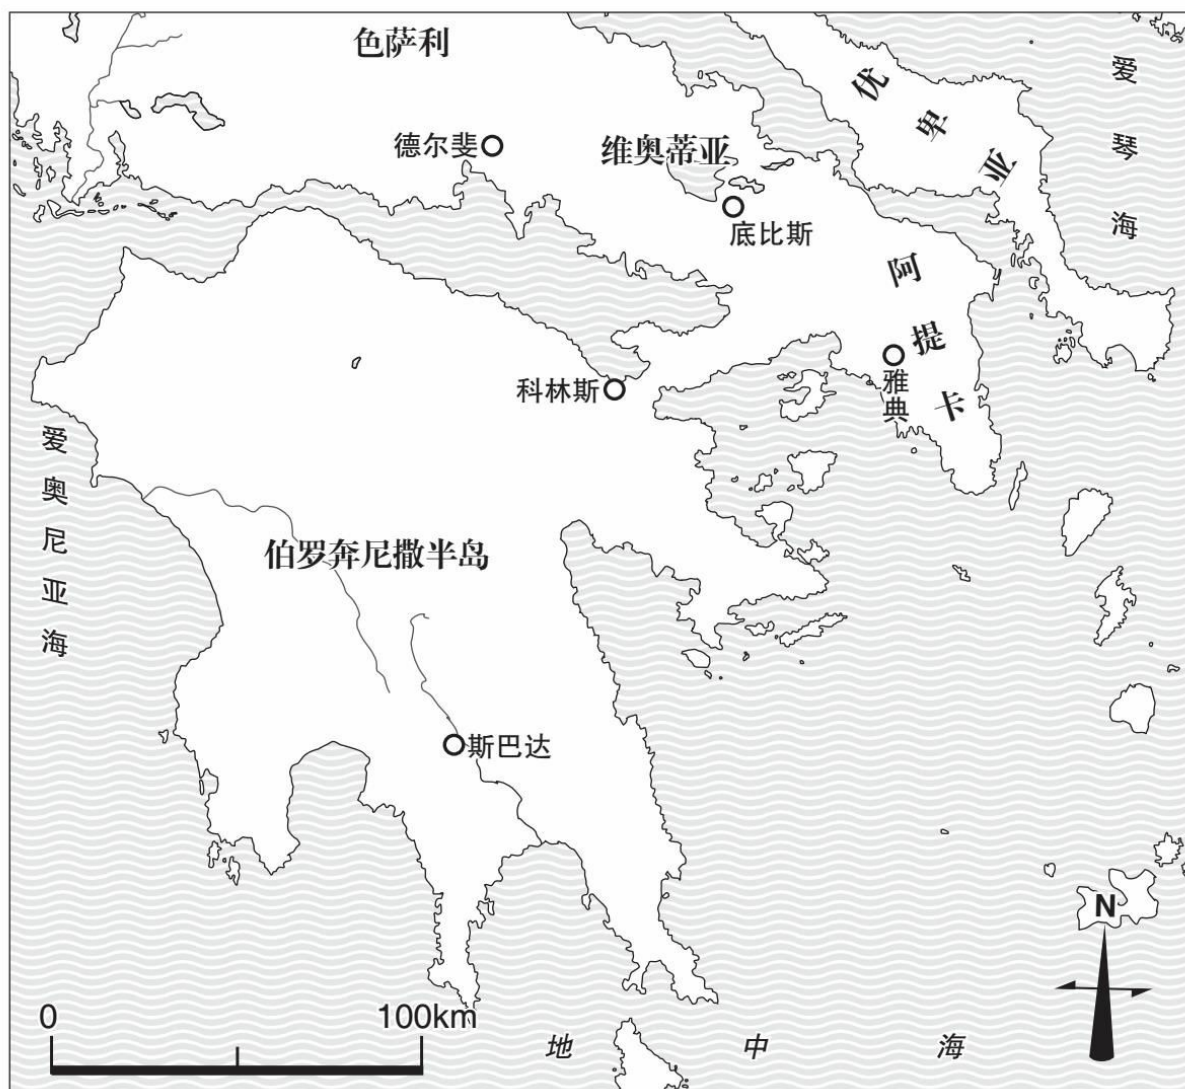 色萨利
爱琴海
优卑亚
德尔斐
维奥蒂亚
底比斯
阿提卡
雅典
科林斯
爱奥尼亚海
伯罗奔尼撒半岛
斯巴达
N
0
100km
地中海